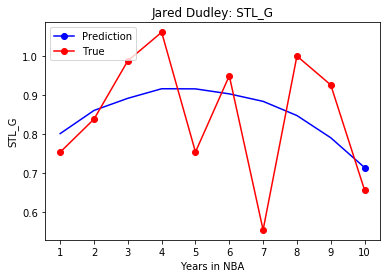 Jared Dudley: STL_G
Prediction
True
STL_G
1.0
0.9
0.8
0.7
0.6
1 2 3 4 5 6 7 8 9 10
Years in NBA